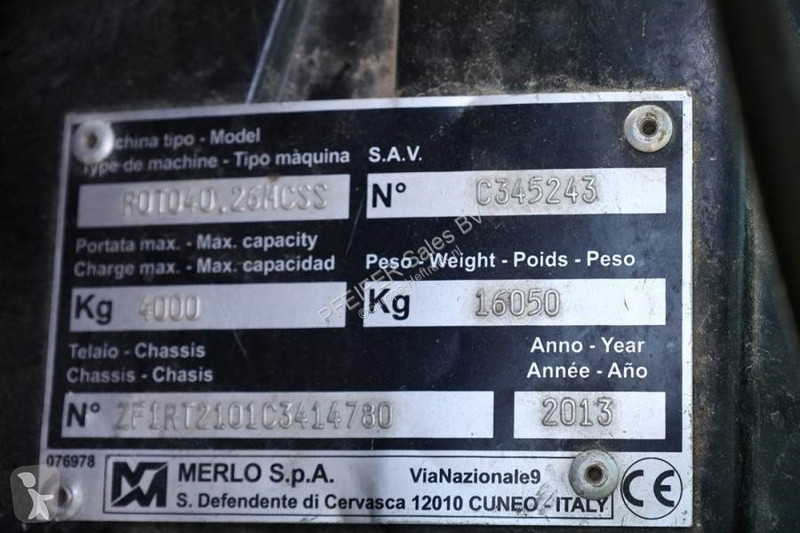 china tipo - Model
Type de machine - Tipo màquina
S.A.V.
ROTO40.26MCSS
N° C345243
Portata max. - Max. capacity
Charge max. - Max. capacidad
Peso - Weight - Poids - Peso
Kg 4000
Kg 16050
Telaio - Chassis
Chassis - Chasis
Anno - Year
Année - Año
N° ZF1RT2101C3414780
2013
076978
MERLO S.p.A.
ViaNazionale9
S. Defendente di Cervasca 12010 CUNEO - ITALY
CE
PFEIFER Sales BV